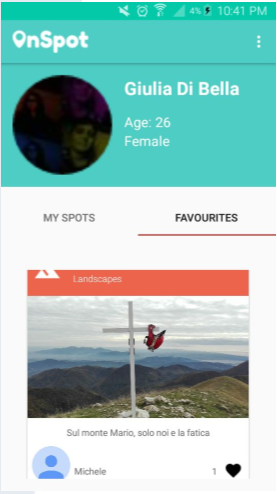 4% 10:41 PM
OnSpot
Giulia Di Bella
Age: 26
Female
MY SPOTS
FAVOURITES
Landscapes
Sul monte Mario, solo noi e la fatica
Michele
1